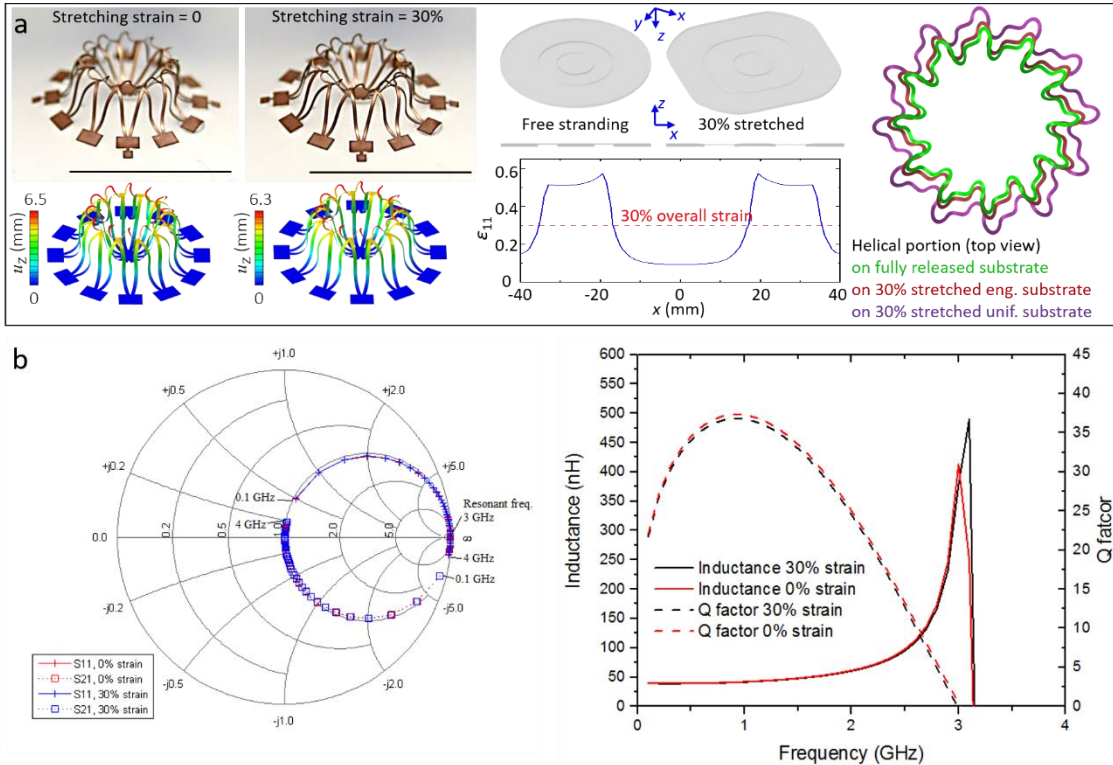 a
Stretching strain = 0
Stretching strain = 30%
6.5
u_Z (mm)
0
6.3
u_Z (mm)
0
y
x
z
z
x
Free stranding
30% stretched
0.6
0.4
0.2
0
ε₁₁
30% overall strain
-40
-20
0
20
40
x (mm)
Helical portion (top view)
on fully released substrate
on 30% stretched eng. substrate
on 30% stretched unif. substrate
b
+j1.0
+j0.5
+j2.0
+j0.2
+j5.0
0.1 GHz
Resonant freq.
3 GHz
4 GHz
0.0
0.2
0.5
1.0
2.0
5.0
∞
4 GHz
0.1 GHz
-j0.2
-j5.0
-j0.5
-j2.0
-j1.0
S11, 0% strain
S21, 0% strain
S11, 30% strain
S21, 30% strain
600
550
500
450
400
350
300
250
200
150
100
50
0
Inductance (nH)
Inductance 30% strain
Inductance 0% strain
Q factor 30% strain
Q factor 0% strain
45
40
35
30
25
20
15
10
5
0
Q fatcor
0
1
2
3
4
Frequency (GHz)